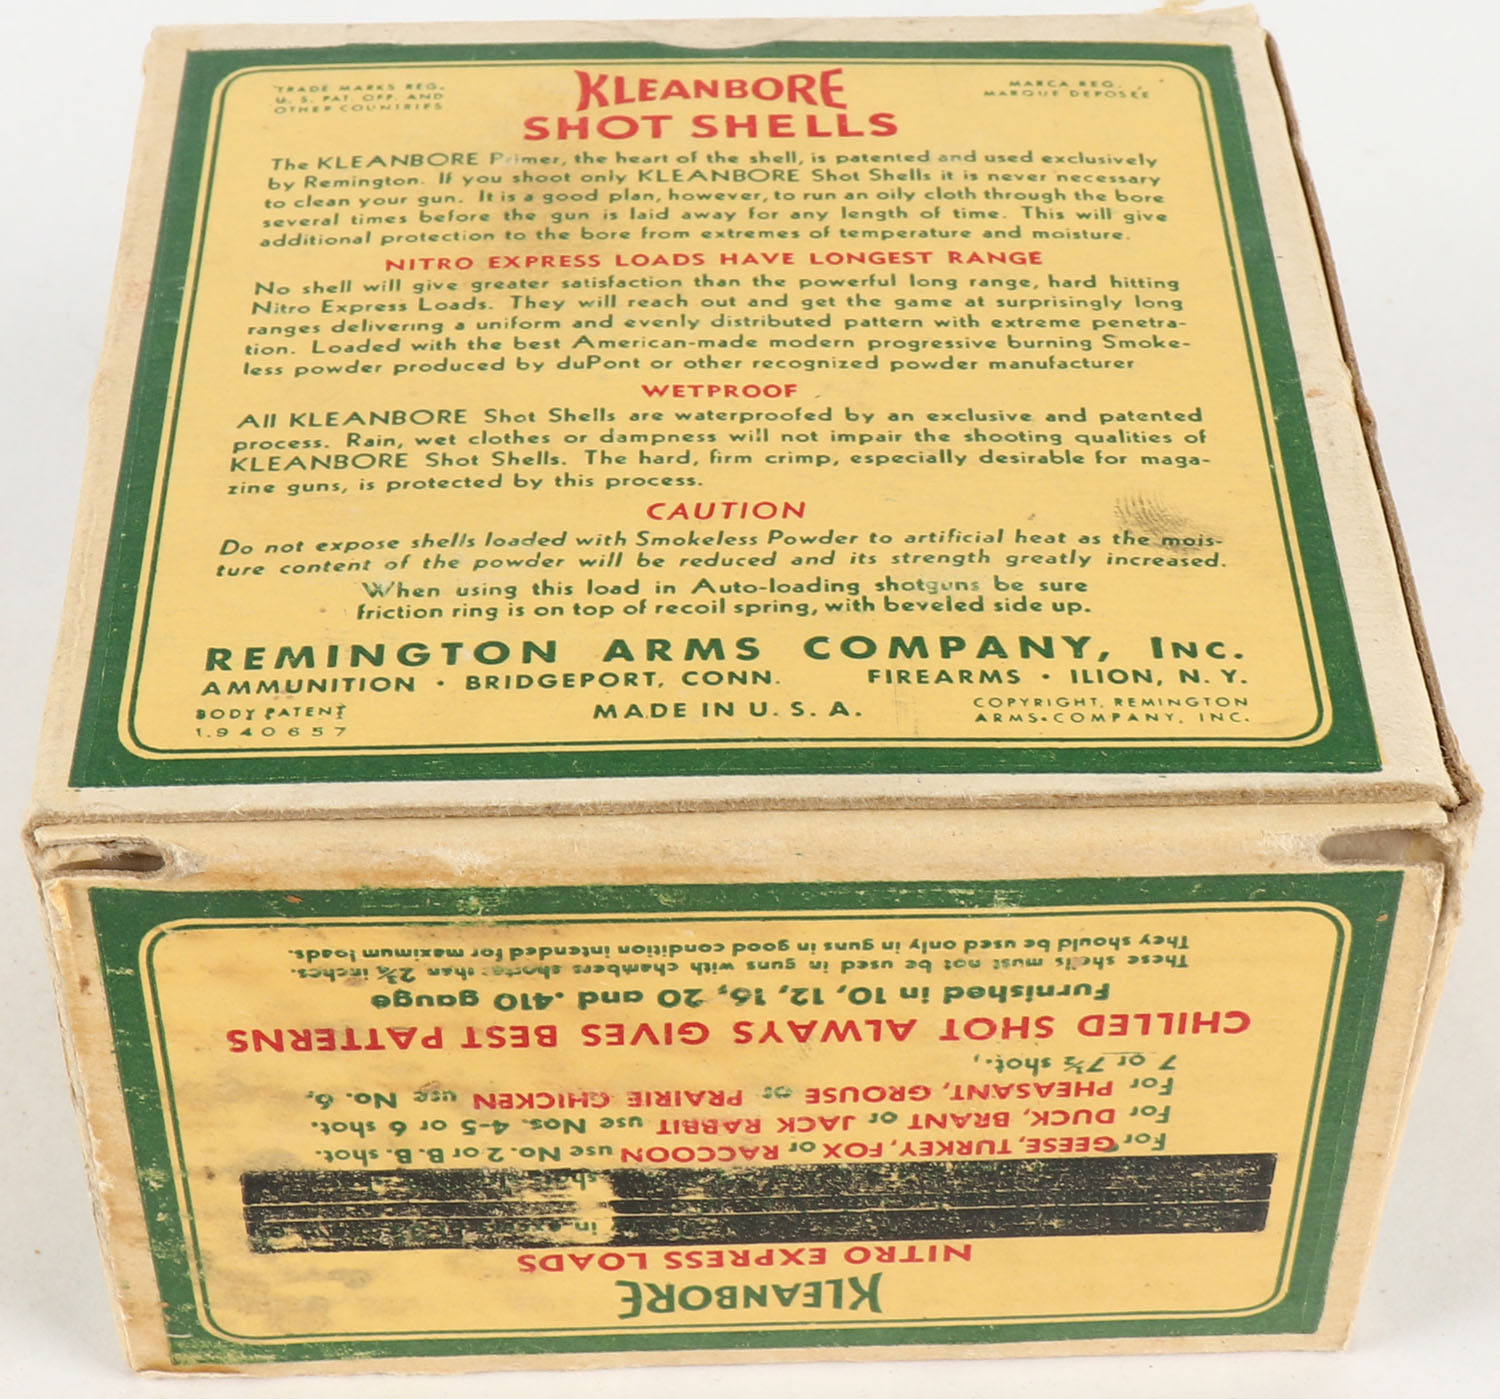 TRADE MARKS REG.
U. S. PAT. OFF. AND
OTHER COUNTRIES
MARCA REG.
MARQUE DEPOSÉE
KLEANBORE
SHOT SHELLS
The KLEANBORE Primer, the heart of the shell, is patented and used exclusively
by Remington. If you shoot only KLEANBORE Shot Shells it is never necessary
to clean your gun. It is a good plan, however, to run an oily cloth through the bore
several times before the gun is laid away for any length of time. This will give
additional protection to the bore from extremes of temperature and moisture.
NITRO EXPRESS LOADS HAVE LONGEST RANGE
No shell will give greater satisfaction than the powerful long range, hard hitting
Nitro Express Loads. They will reach out and get the game at surprisingly long
ranges delivering a uniform and evenly distributed pattern with extreme penetra-
tion. Loaded with the best American-made modern progressive burning Smoke-
less powder produced by duPont or other recognized powder manufacturer
WETPROOF
All KLEANBORE Shot Shells are waterproofed by an exclusive and patented
process. Rain, wet clothes or dampness will not impair the shooting qualities of
KLEANBORE Shot Shells. The hard, firm crimp, especially desirable for maga-
zine guns, is protected by this process.
CAUTION
Do not expose shells loaded with Smokeless Powder to artificial heat as the mois-
ture content of the powder will be reduced and its strength greatly increased.
When using this load in Auto-loading shotguns be sure
friction ring is on top of recoil spring, with beveled side up.
REMINGTON ARMS COMPANY, INC.
AMMUNITION • BRIDGEPORT, CONN. FIREARMS • ILION, N. Y.
BODY PATENT
1,940657
MADE IN U. S. A.
COPYRIGHT, REMINGTON
ARMS COMPANY, INC.
KLEANBORE
NITRO EXPRESS LOADS
in
For GEESE, TURKEY, FOX or RACCOON use No. 2 or B.B. shot.
For DUCK, BRANT or JACK RABBIT use Nos. 4-5 or 6 shot.
For PHEASANT, GROUSE or PRAIRIE CHICKEN use No. 6,
7 or 7½ shot.
CHILLED SHOT ALWAYS GIVES BEST PATTERNS
Furnished in 10, 12, 16, 20 and .410 gauge
These shells must not be used in guns with chambers shorter than 2¾ inches.
They should be used only in guns in good condition intended for maximum loads.